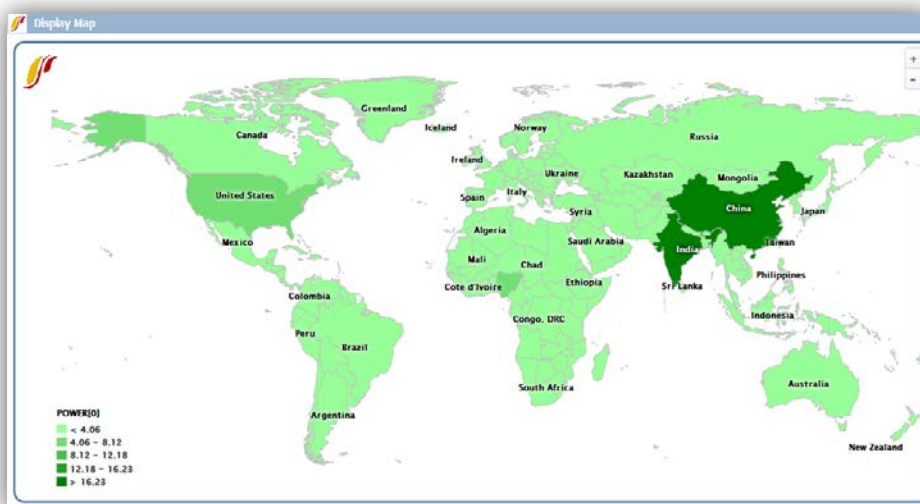 Display Map
+
-
Greenland
Iceland
Norway
Canada
Russia
Ireland
Ukraine
Kazakhstan
Mongolia
United States
Spain
Italy
China
Syria
Japan
Mexico
Algeria
Saudi Arabia
India
Taiwan
Mali
Chad
Cote d'Ivoire
Ethiopia
Sri Lanka
Philippines
Colombia
Congo, DRC
Indonesia
Peru
Brazil
South Africa
Australia
Argentina
New Zealand
POWER[0]
< 4.06
4.06 - 8.12
8.12 - 12.18
12.18 - 16.23
> 16.23